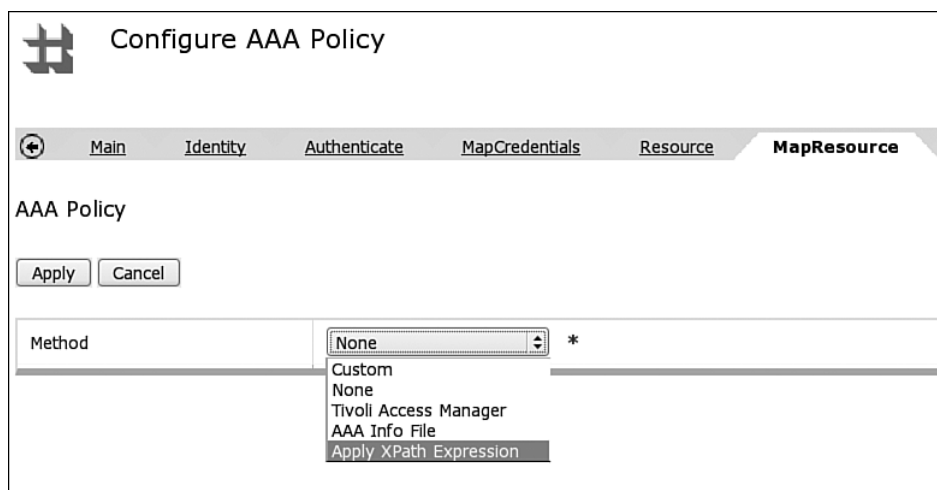 Configure AAA Policy
Main Identity Authenticate MapCredentials Resource MapResource
AAA Policy
Apply Cancel
Method None *
Custom
None
Tivoli Access Manager
AAA Info File
Apply XPath Expression